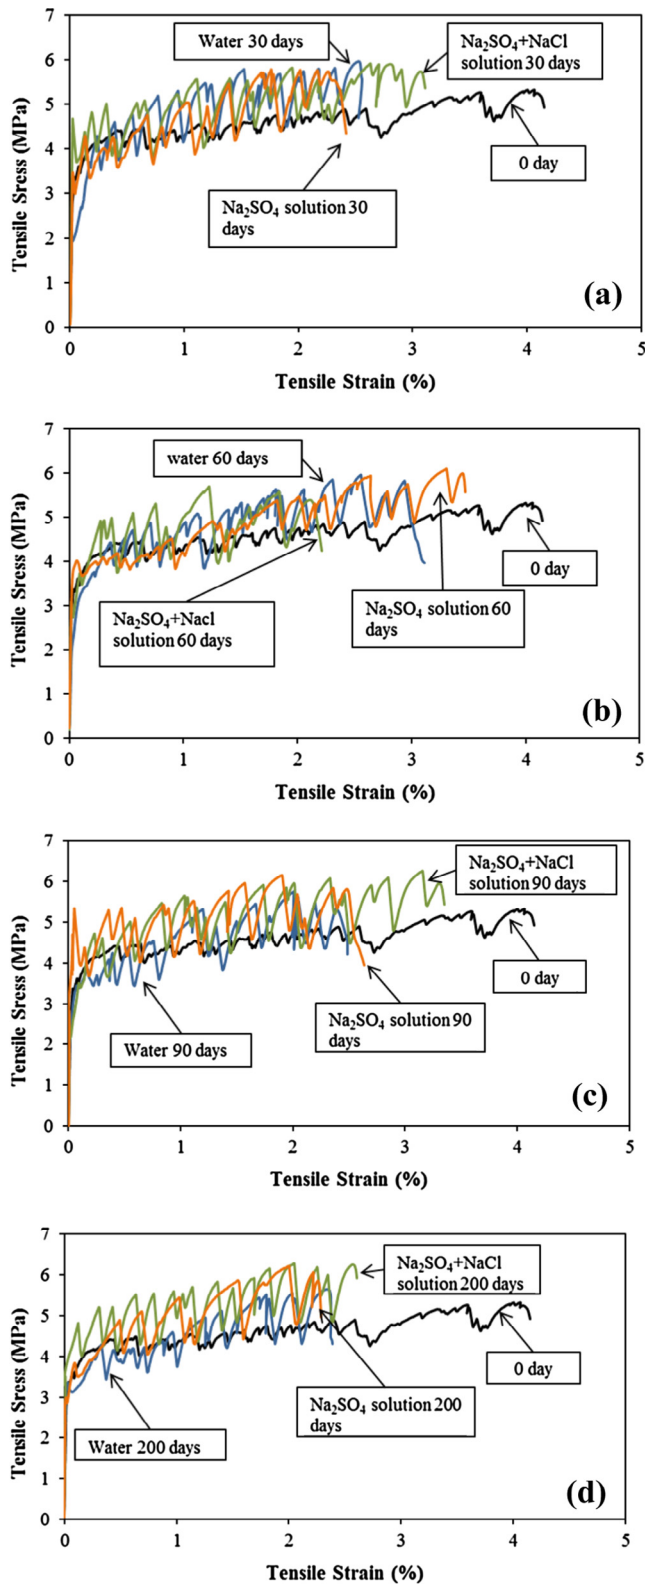 7
6
5
4
3
2
1
0
Tensile Sress (MPa)
Water 30 days
Na₂SO₄+NaCl
solution 30 days
0 day
Na₂SO₄ solution 30
days
(a)
0 1 2 3 4 5
Tensile Strain (%)
7
6
5
4
3
2
1
0
Tensile Sress (MPa)
water 60 days
0 day
Na₂SO₄+Nacl
solution 60 days
Na₂SO₄ solution 60
days
(b)
0 1 2 3 4 5
Tensile Strain (%)
7
6
5
4
3
2
1
0
Tensile Sress (MPa)
Na₂SO₄+NaCl
solution 90 days
0 day
Na₂SO₄ solution 90
days
Water 90 days
(c)
0 1 2 3 4 5
Tensile Strain (%)
7
6
5
4
3
2
1
0
Tensile Sress (MPa)
Na₂SO₄+NaCl
solution 200 days
0 day
Na₂SO₄ solution 200
days
Water 200 days
(d)
0 1 2 3 4 5
Tensile Strain (%)